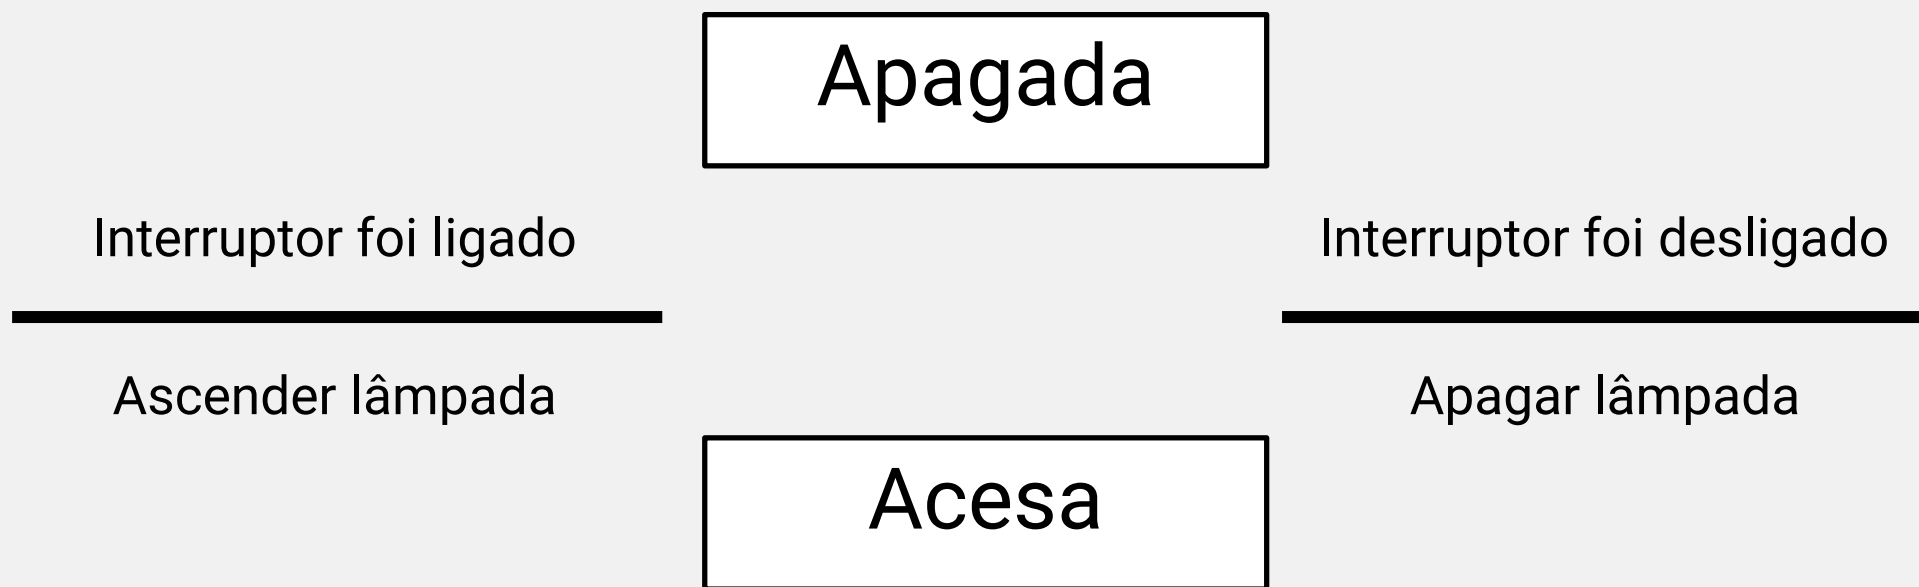 Apagada
Interruptor foi ligado
Interruptor foi desligado
Ascender lâmpada
Apagar lâmpada
Acesa